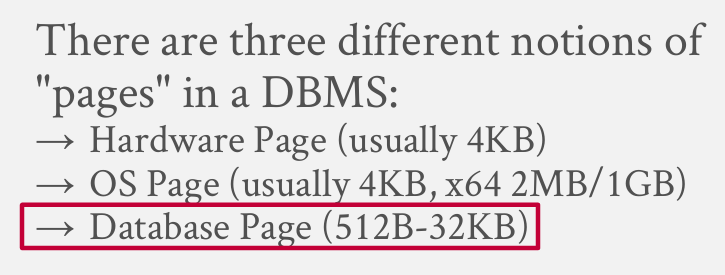 There are three different notions of
"pages" in a DBMS:
→ Hardware Page (usually 4KB)
→ OS Page (usually 4KB, x64 2MB/1GB)
→ Database Page (512B-32KB)